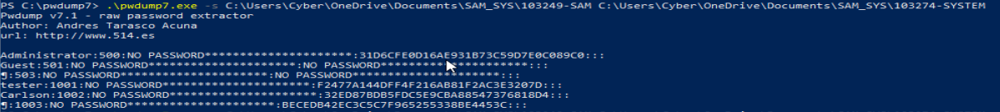 PS C:\pwdump7> .\pwdump7.exe -s C:\Users\Cyber\OneDrive\Documents\SAM_SYS\103249-SAM C:\Users\Cyber\OneDrive\Documents\SAM_SYS\103274-SYSTEM
Pwdump v7.1 - raw password extractor
Author: Andres Tarasco Acuna
url: http://www.514.es

Administrator:500:NO PASSWORD*********************:31D6CFE0D16AE931B73C59D7E0C089C0:::
Guest:501:NO PASSWORD*********************:NO PASSWORD*********************:::
¶:503:NO PASSWORD*********************:NO PASSWORD*********************:::
tester:1001:NO PASSWORD*********************:F2477A144DFF4F216AB81F2AC3E3207D:::
Carlson:1002:NO PASSWORD*********************:32ED87BDB5FDC5E9CBA88547376818D4:::
¶:1003:NO PASSWORD*********************:BECEDB42EC3C5C7F965255338BE4453C:::